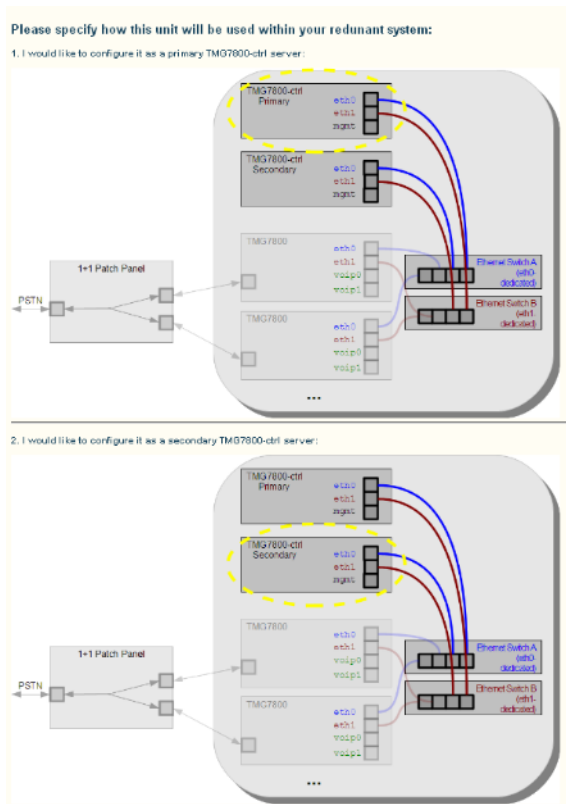 Please specify how this unit will be used within your redunant system:
1. I would like to configure it as a primary TMG7800-ctrl server:
TMG7800-ctrl
Primary
eth0
eth1
mgmt
TMG7800-ctrl
Secondary
eth0
eth1
mgmt
TMG7800
eth0
eth1
voip0
voip1
Ethernet Switch A
(eth0-
dedicated)
1+1 Patch Panel
PSTN
Ethernet Switch B
(eth1-
dedicated)
TMG7800
eth0
eth1
voip0
voip1
...
2. I would like to configure it as a secondary TMG7800-ctrl server:
TMG7800-ctrl
Primary
eth0
eth1
mgmt
TMG7800-ctrl
Secondary
eth0
eth1
mgmt
TMG7800
eth0
eth1
voip0
voip1
Ethernet Switch A
(eth0-
dedicated)
1+1 Patch Panel
PSTN
Ethernet Switch B
(eth1-
dedicated)
TMG7800
eth0
eth1
voip0
voip1
...